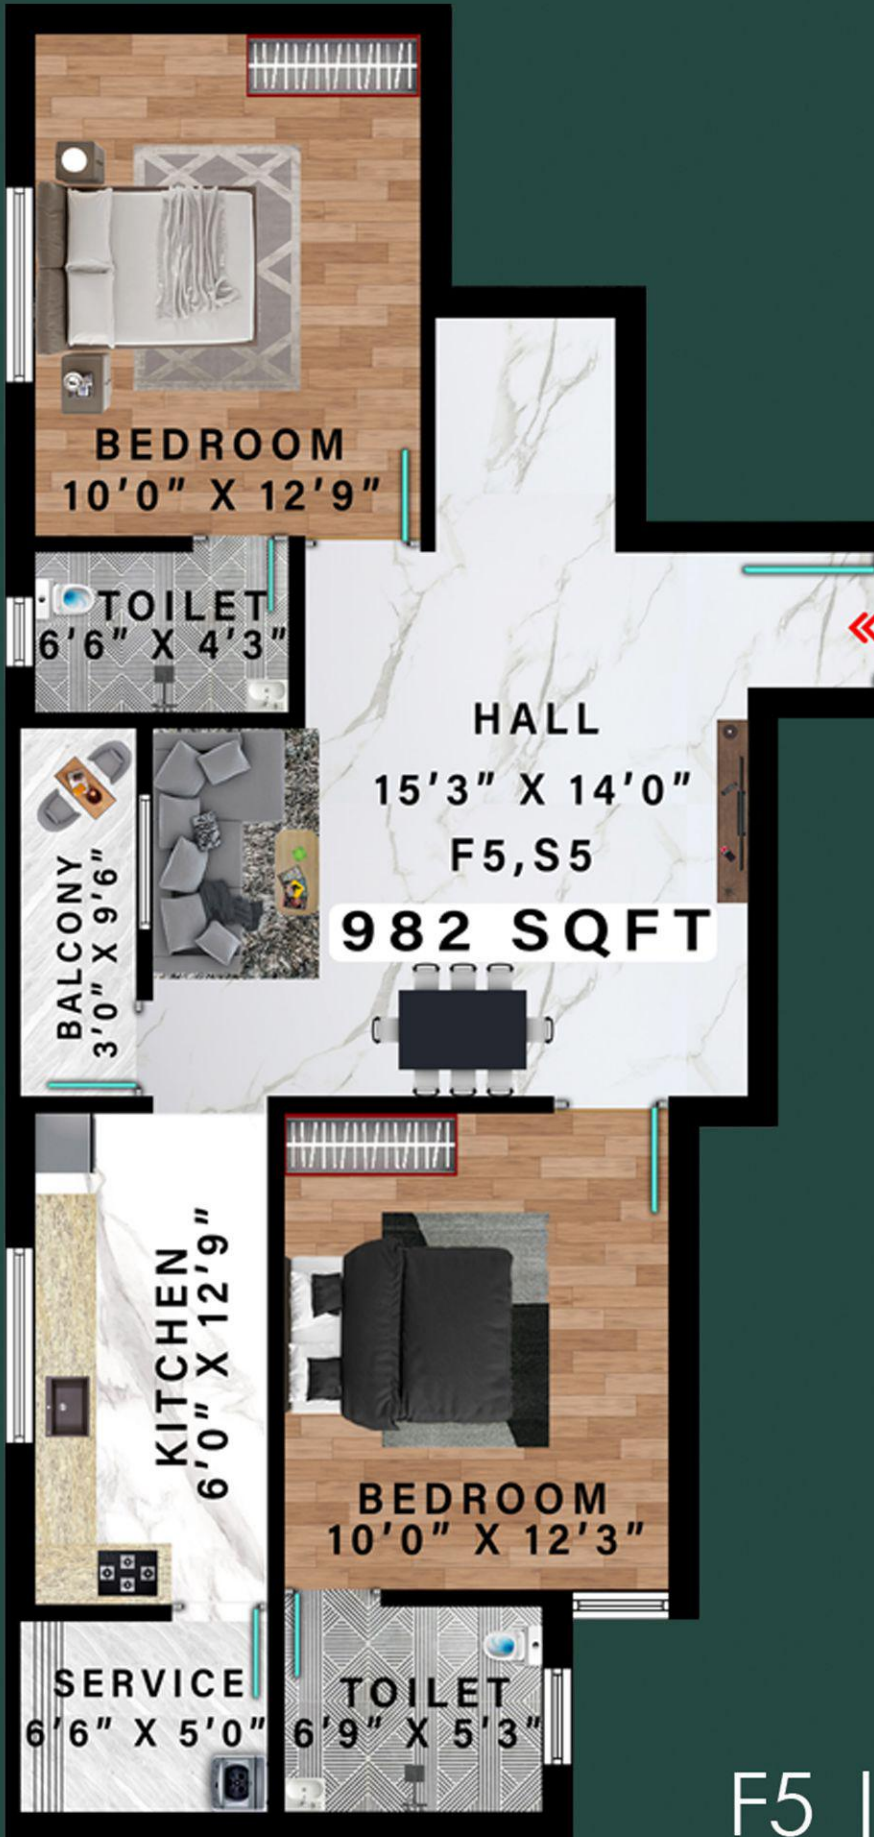 BEDROOM
10'0" X 12'9"
TOILET
6'6" X 4'3"
HALL
15'3" X 14'0"
F5,S5
982 SQFT
BALCONY
3'0" X 9'6"
KITCHEN
6'0" X 12'9"
BEDROOM
10'0" X 12'3"
SERVICE
6'6" X 5'0"
TOILET
6'9" X 5'3"
F5 |